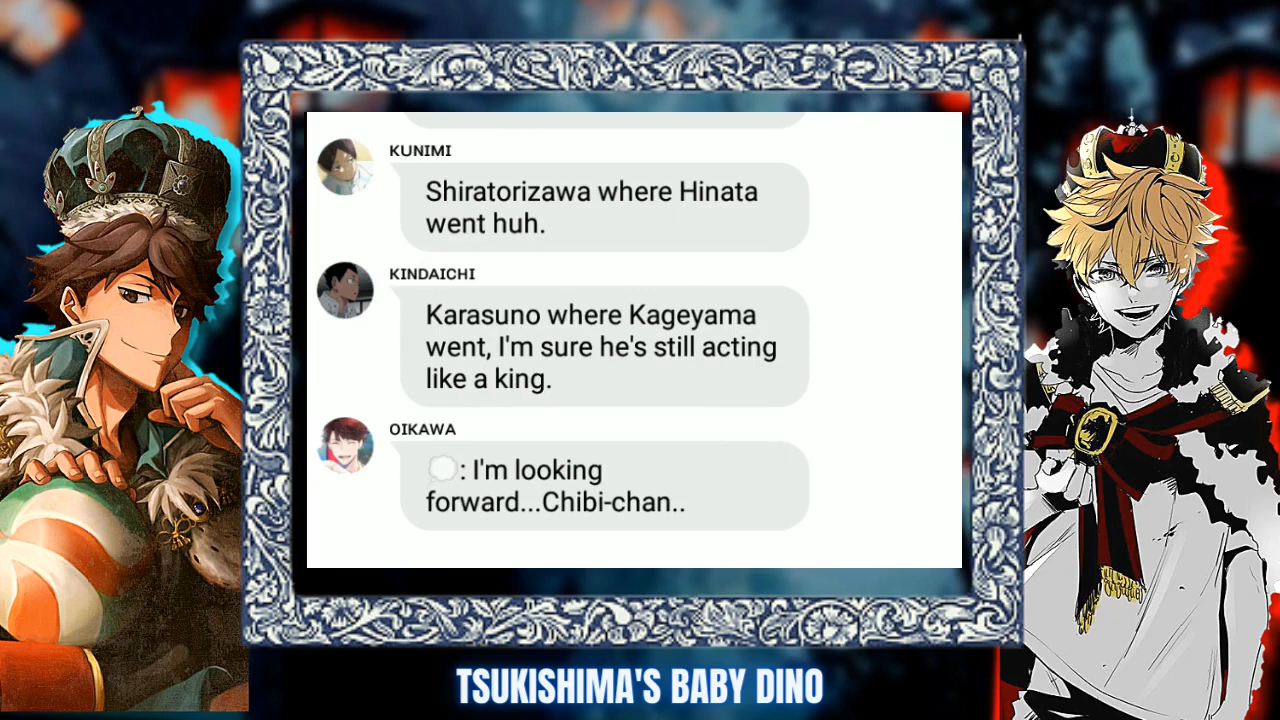 KUNIMI
Shiratorizawa where Hinata
went huh.
KINDAICHI
Karasuno where Kageyama
went, I'm sure he's still acting
like a king.
OIKAWA
💭: I'm looking
forward...Chibi-chan..
TSUKISHIMA'S BABY DINO